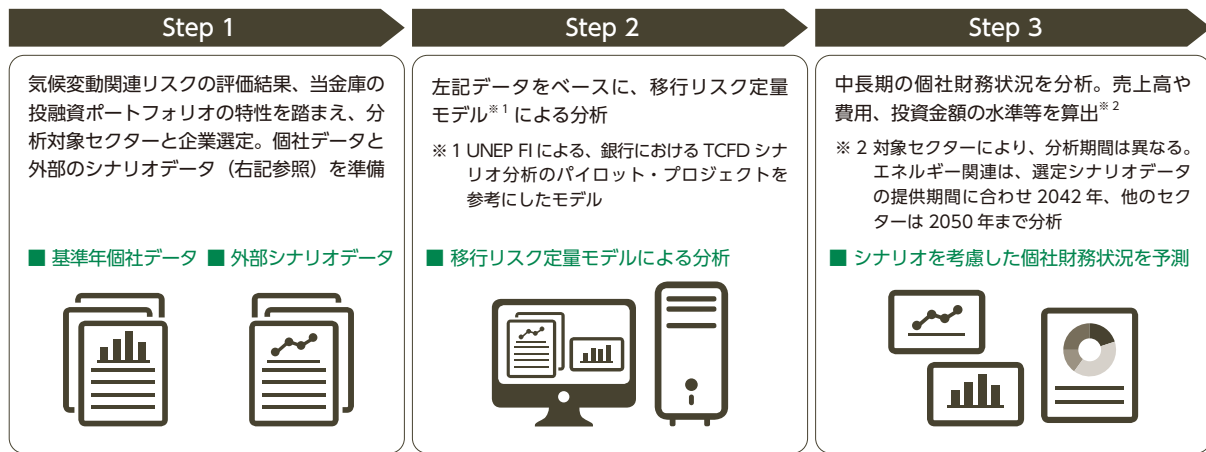 Step 1
気候変動関連リスクの評価結果、当金庫の
投融資ポートフォリオの特性を踏まえ、分
析対象セクターと企業選定。個社データと
外部のシナリオデータ（右記参照）を準備
■ 基準年個社データ ■ 外部シナリオデータ
Step 2
左記データをベースに、移行リスク定量
モデル※1 による分析
※ 1 UNEP FI による、銀行における TCFD シナ
リオ分析のパイロット・プロジェクトを
参考にしたモデル
■ 移行リスク定量モデルによる分析
Step 3
中長期の個社財務状況を分析。売上高や
費用、投資金額の水準等を算出※2
※ 2 対象セクターにより、分析期間は異なる。
エネルギー関連は、選定シナリオデータ
の提供期間に合わせ 2042 年、他のセク
ターは 2050 年まで分析
■ シナリオを考慮した個社財務状況を予測